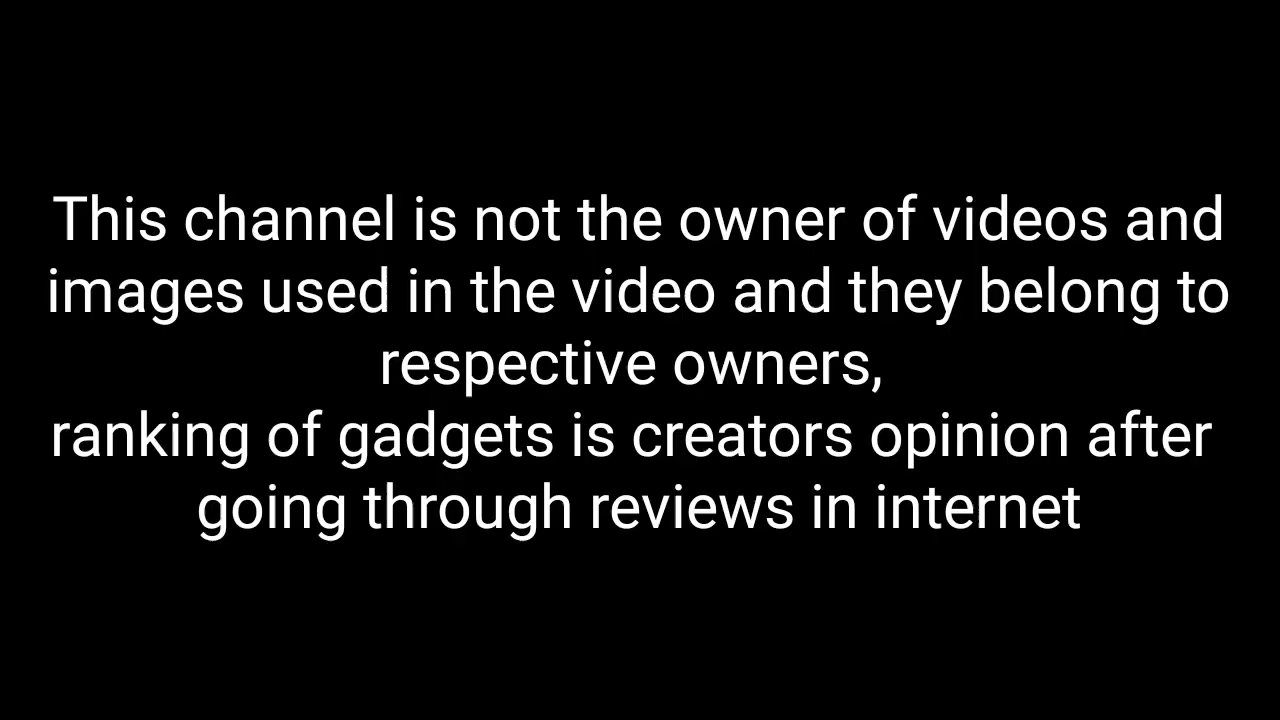 This channel is not the owner of videos and
images used in the video and they belong to
respective owners,
ranking of gadgets is creators opinion after
going through reviews in internet